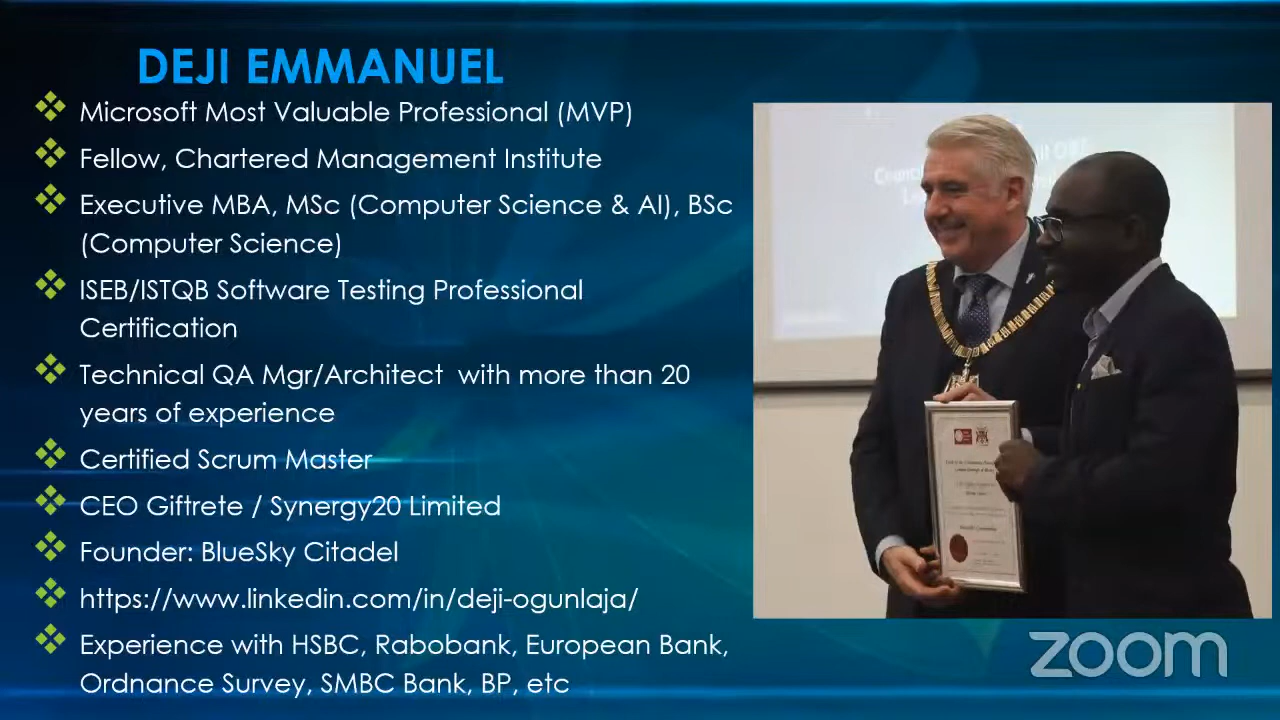 DEJI EMMANUEL
Microsoft Most Valuable Professional (MVP)
Fellow, Chartered Management Institute
Executive MBA, MSc (Computer Science & AI), BSc
(Computer Science)
ISEB/ISTQB Software Testing Professional
Certification
Technical QA Mgr/Architect with more than 20
years of experience
Certified Scrum Master
CEO Giftrete / Synergy20 Limited
Founder: BlueSky Citadel
https://www.linkedin.com/in/deji-ogunlaja/
Experience with HSBC, Rabobank, European Bank,
Ordnance Survey, SMBC Bank, BP, etc
zoom